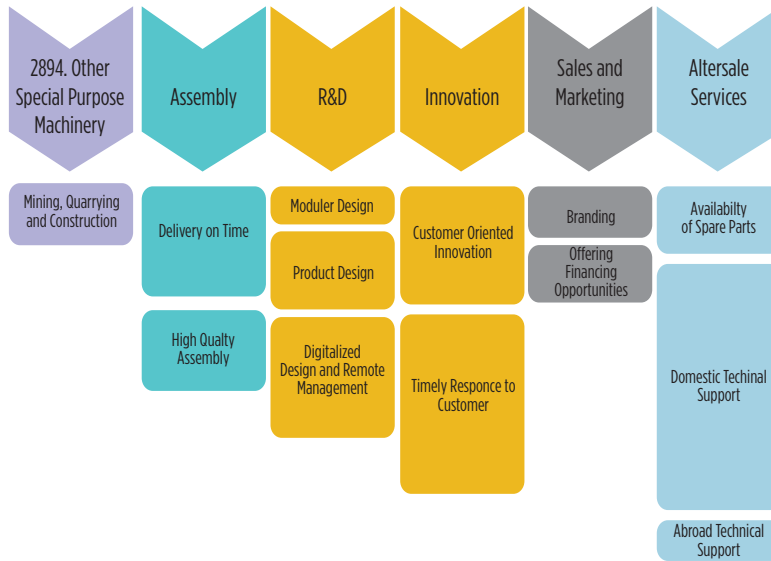 2894. Other
Special Purpose
Machinery
Assembly
R&D
Innovation
Sales and
Marketing
Altersale
Services
Mining, Quarrying
and Construction
Delivery on Time
High Qualty
Assembly
Moduler Design
Product Design
Digitalized
Design and Remote
Management
Customer Oriented
Innovation
Timely Responce to
Customer
Branding
Offering
Financing
Opportunities
Availabilty
of Spare Parts
Domestic Techinal
Support
Abroad Technical
Support